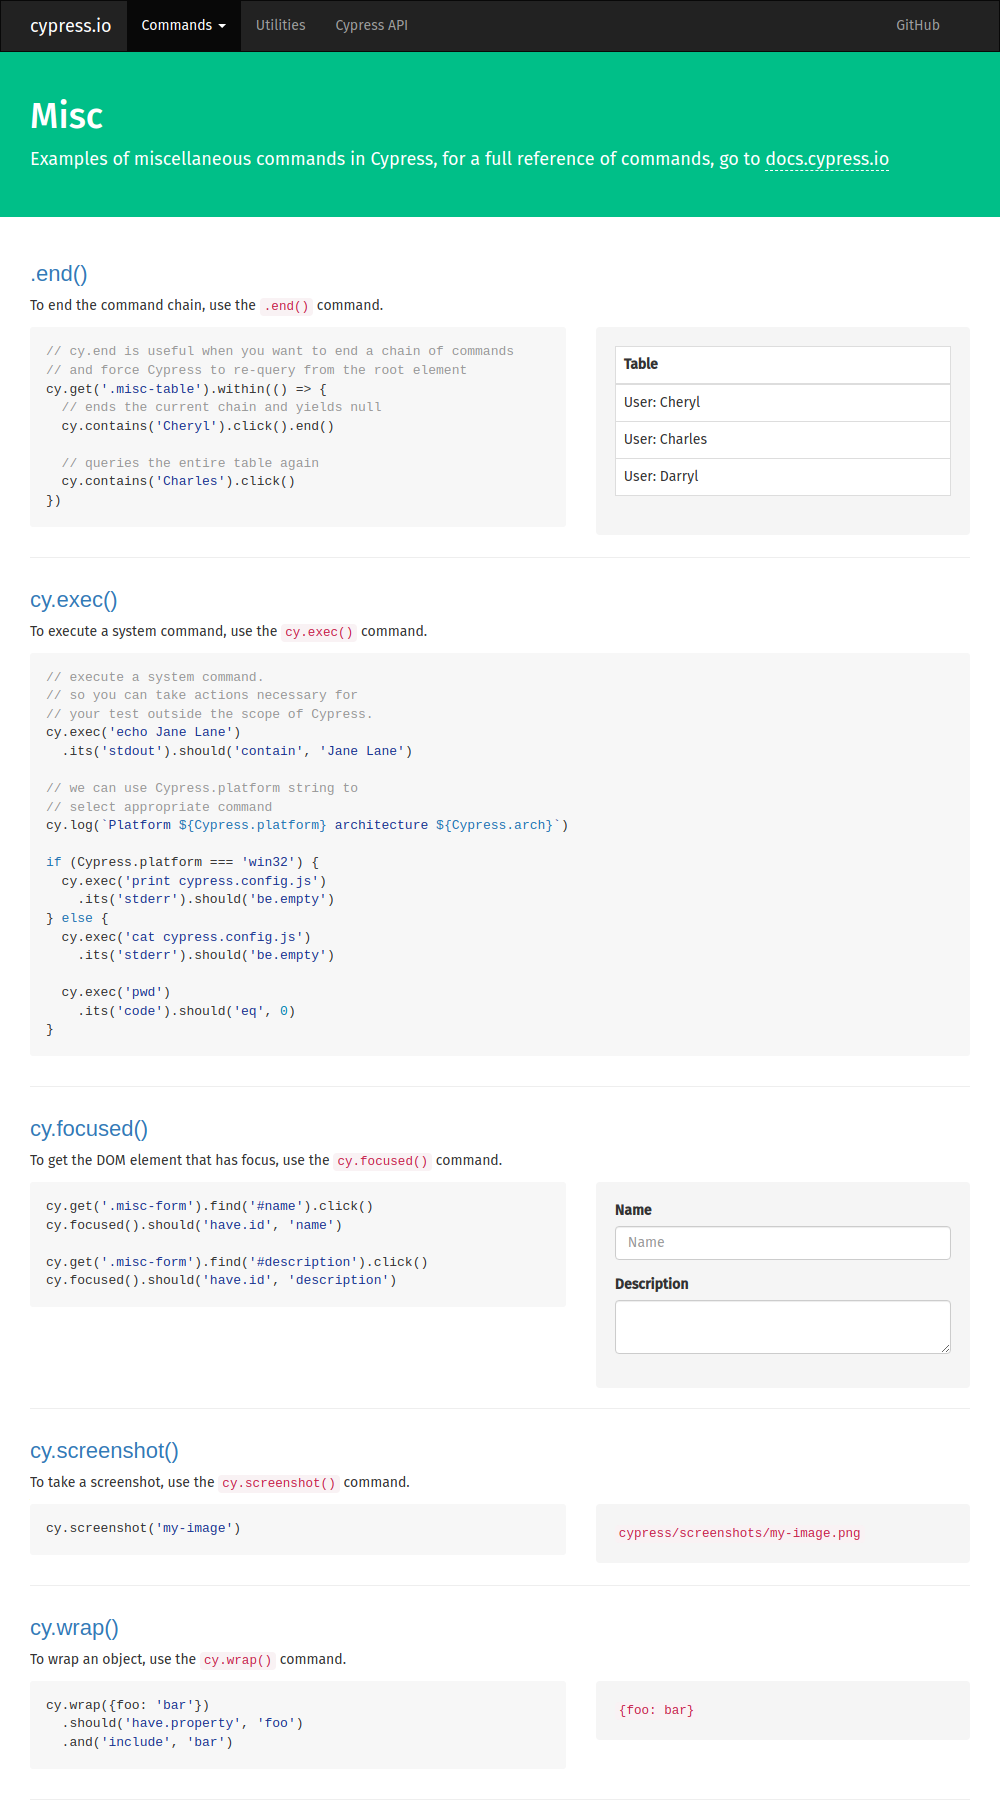 cypress.io Commands Utilities Cypress API GitHub
Misc
Examples of miscellaneous commands in Cypress, for a full reference of commands, go to docs.cypress.io
.end()
To end the command chain, use the .end() command.
// cy.end is useful when you want to end a chain of commands
// and force Cypress to re-query from the root element
cy.get('.misc-table').within(() => {
  // ends the current chain and yields null
  cy.contains('Cheryl').click().end()
  // queries the entire table again
  cy.contains('Charles').click()
})
Table
User: Cheryl
User: Charles
User: Darryl
cy.exec()
To execute a system command, use the cy.exec() command.
// execute a system command.
// so you can take actions necessary for
// your test outside the scope of Cypress.
cy.exec('echo Jane Lane')
  .its('stdout').should('contain', 'Jane Lane')
// we can use Cypress.platform string to
// select appropriate command
cy.log(`Platform ${Cypress.platform} architecture ${Cypress.arch}`)
if (Cypress.platform === 'win32') {
  cy.exec('print cypress.config.js')
    .its('stderr').should('be.empty')
} else {
  cy.exec('cat cypress.config.js')
    .its('stderr').should('be.empty')
  cy.exec('pwd')
    .its('code').should('eq', 0)
}
cy.focused()
To get the DOM element that has focus, use the cy.focused() command.
cy.get('.misc-form').find('#name').click()
cy.focused().should('have.id', 'name')
cy.get('.misc-form').find('#description').click()
cy.focused().should('have.id', 'description')
Name
Name
Description
cy.screenshot()
To take a screenshot, use the cy.screenshot() command.
cy.screenshot('my-image')
cypress/screenshots/my-image.png
cy.wrap()
To wrap an object, use the cy.wrap() command.
cy.wrap({foo: 'bar'})
  .should('have.property', 'foo')
  .and('include', 'bar')
{foo: bar}